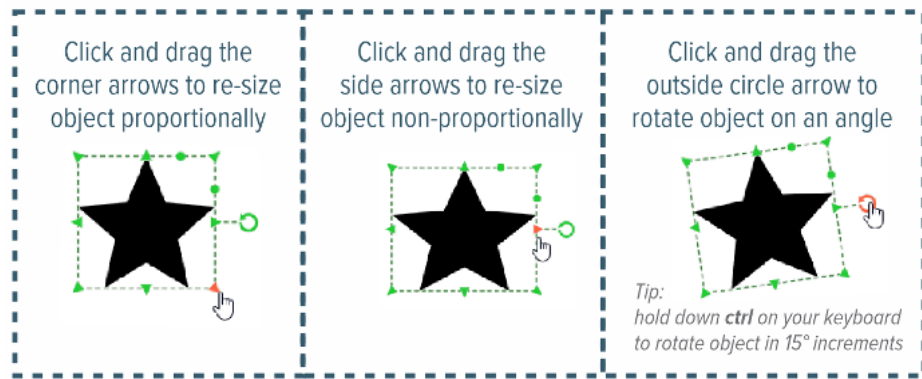 Click and drag the
corner arrows to re-size
object proportionally
Click and drag the
side arrows to re-size
object non-proportionally
Click and drag the
outside circle arrow to
rotate object on an angle
Tip:
hold down ctrl on your keyboard
to rotate object in 15° increments